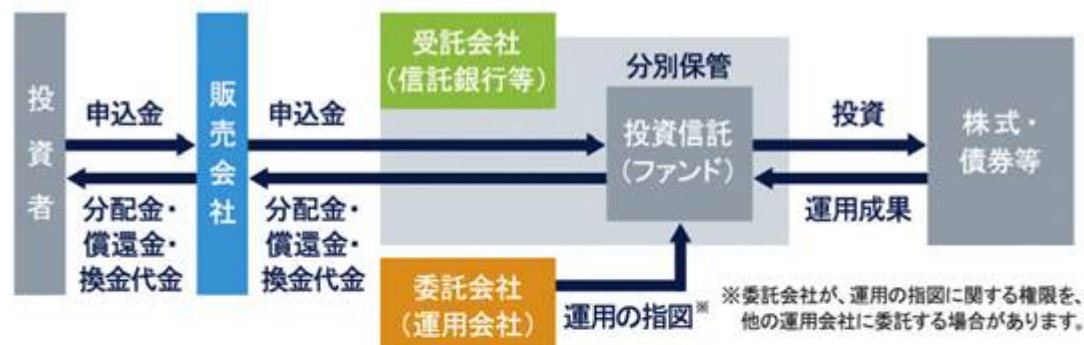 投資者
申込金
分配金・
償還金・
換金代金
販売会社
申込金
分配金・
償還金・
換金代金
受託会社
(信託銀行等)
分別保管
投資信託
(ファンド)
委託会社
(運用会社)
運用の指図※
投資
運用成果
株式・
債券等
※委託会社が、運用の指図に関する権限を、
他の運用会社に委託する場合があります。